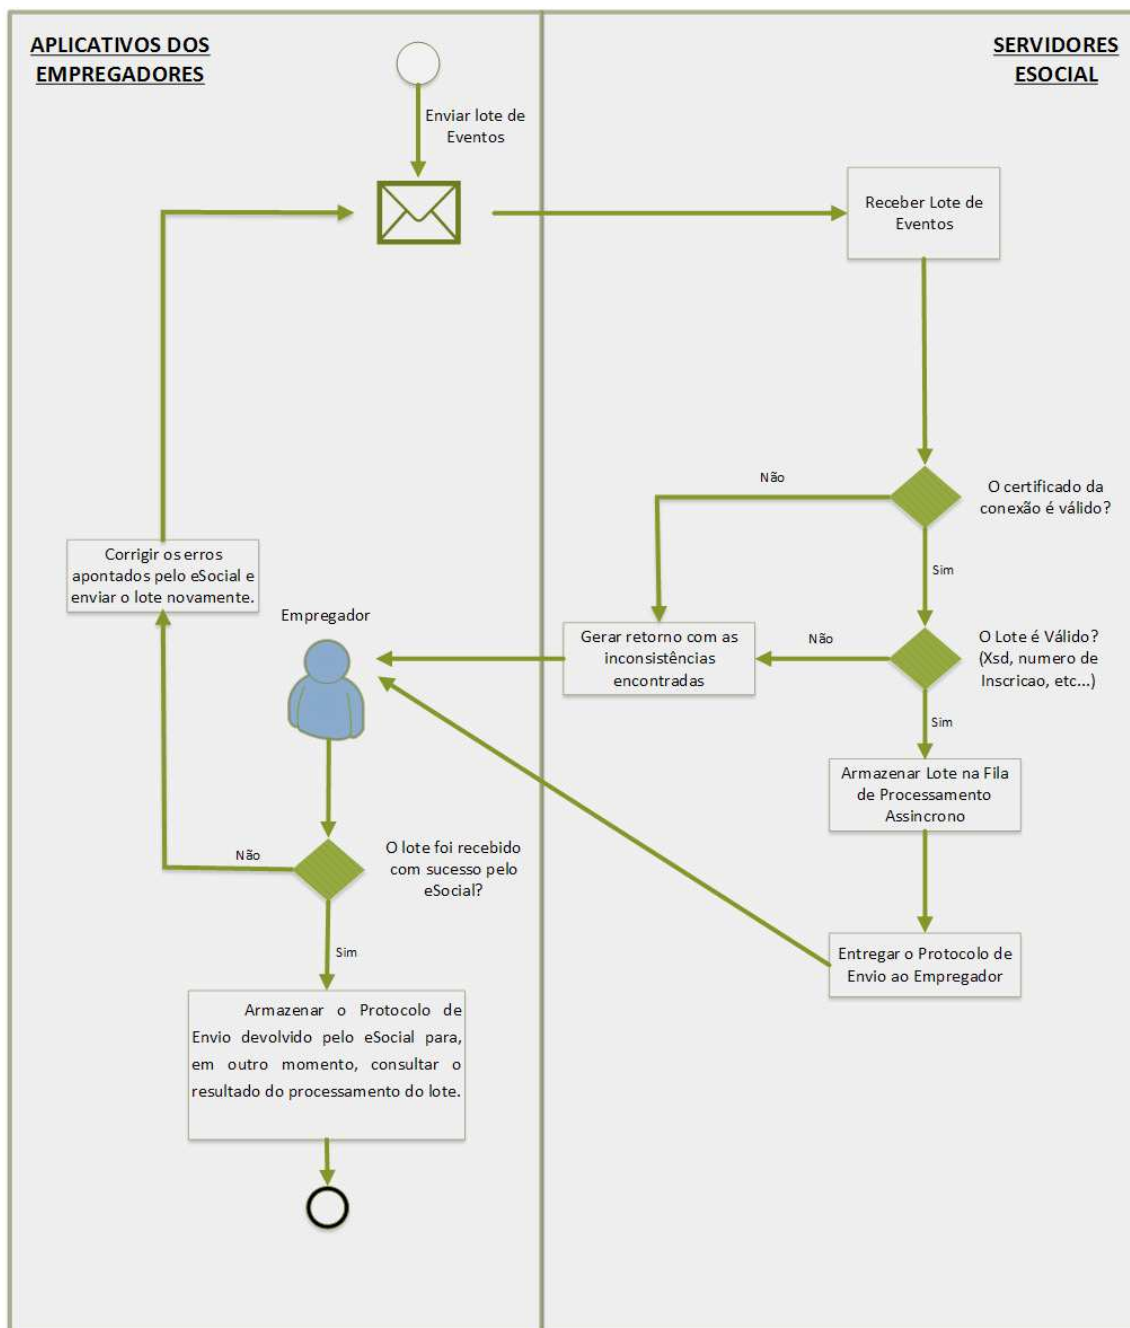 APLICATIVOS DOS
EMPREGADORES
SERVIDORES
ESOCIAL
Enviar lote de
Eventos
Receber Lote de
Eventos
Não
O certificado da
conexão é válido?
Sim
Corrigir os erros
apontados pelo eSocial e
enviar o lote novamente.
Empregador
Gerar retorno com as
inconsistências
encontradas
Não
O Lote é Válido?
(Xsd, numero de
Inscricao, etc...)
Sim
Armazenar Lote na Fila
de Processamento
Assincrono
Não
O lote foi recebido
com sucesso pelo
eSocial?
Sim
Entregar o Protocolo de
Envio ao Empregador
Armazenar o Protocolo de
Envio devolvido pelo eSocial para,
em outro momento, consultar o
resultado do processamento do lote.